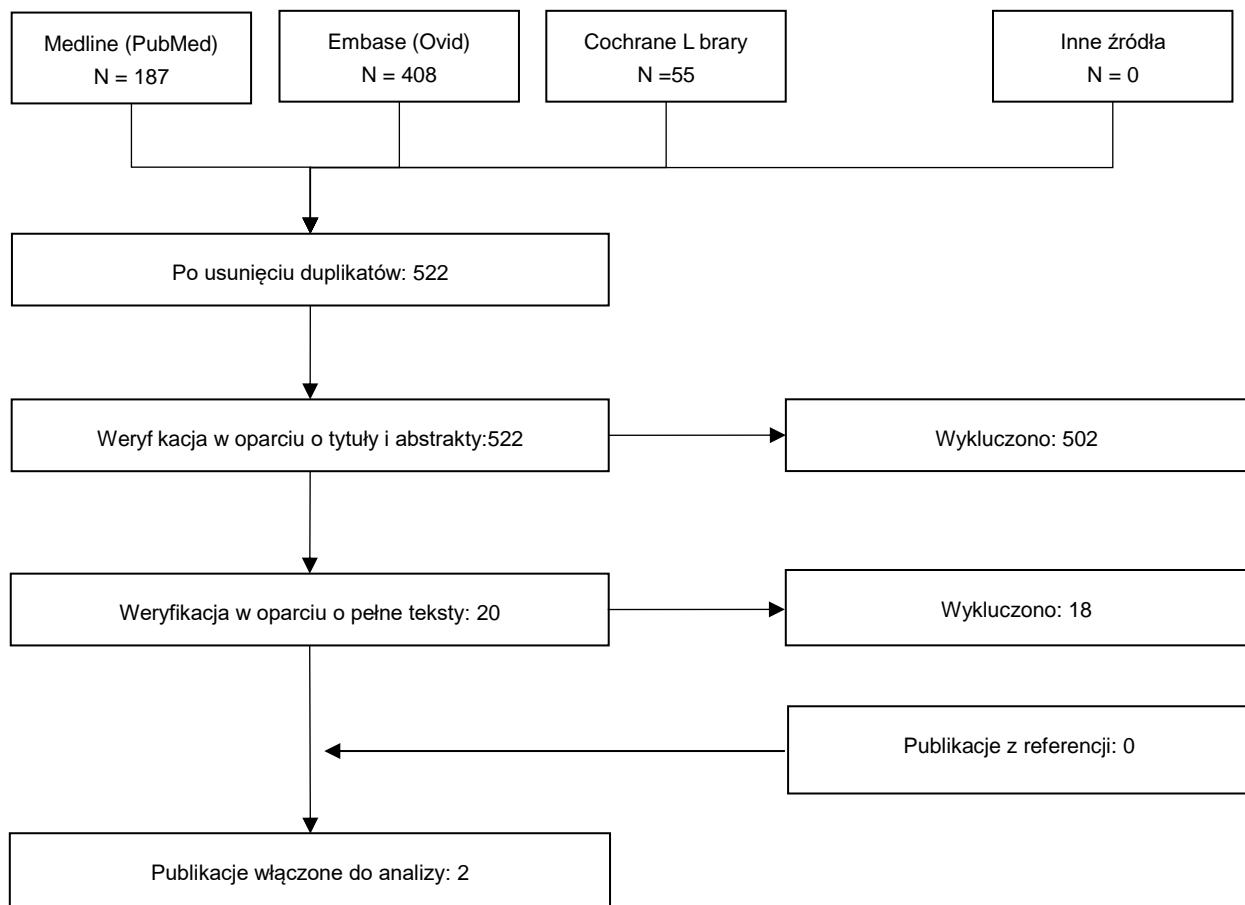 Medline (PubMed)
N = 187
Embase (Ovid)
N = 408
Cochrane L brary
N =55
Inne źródła
N = 0
Po usunięciu duplikatów: 522
Weryf kacja w oparciu o tytuły i abstrakty:522
Wykluczono: 502
Weryfikacja w oparciu o pełne teksty: 20
Wykluczono: 18
Publikacje z referencji: 0
Publikacje włączone do analizy: 2